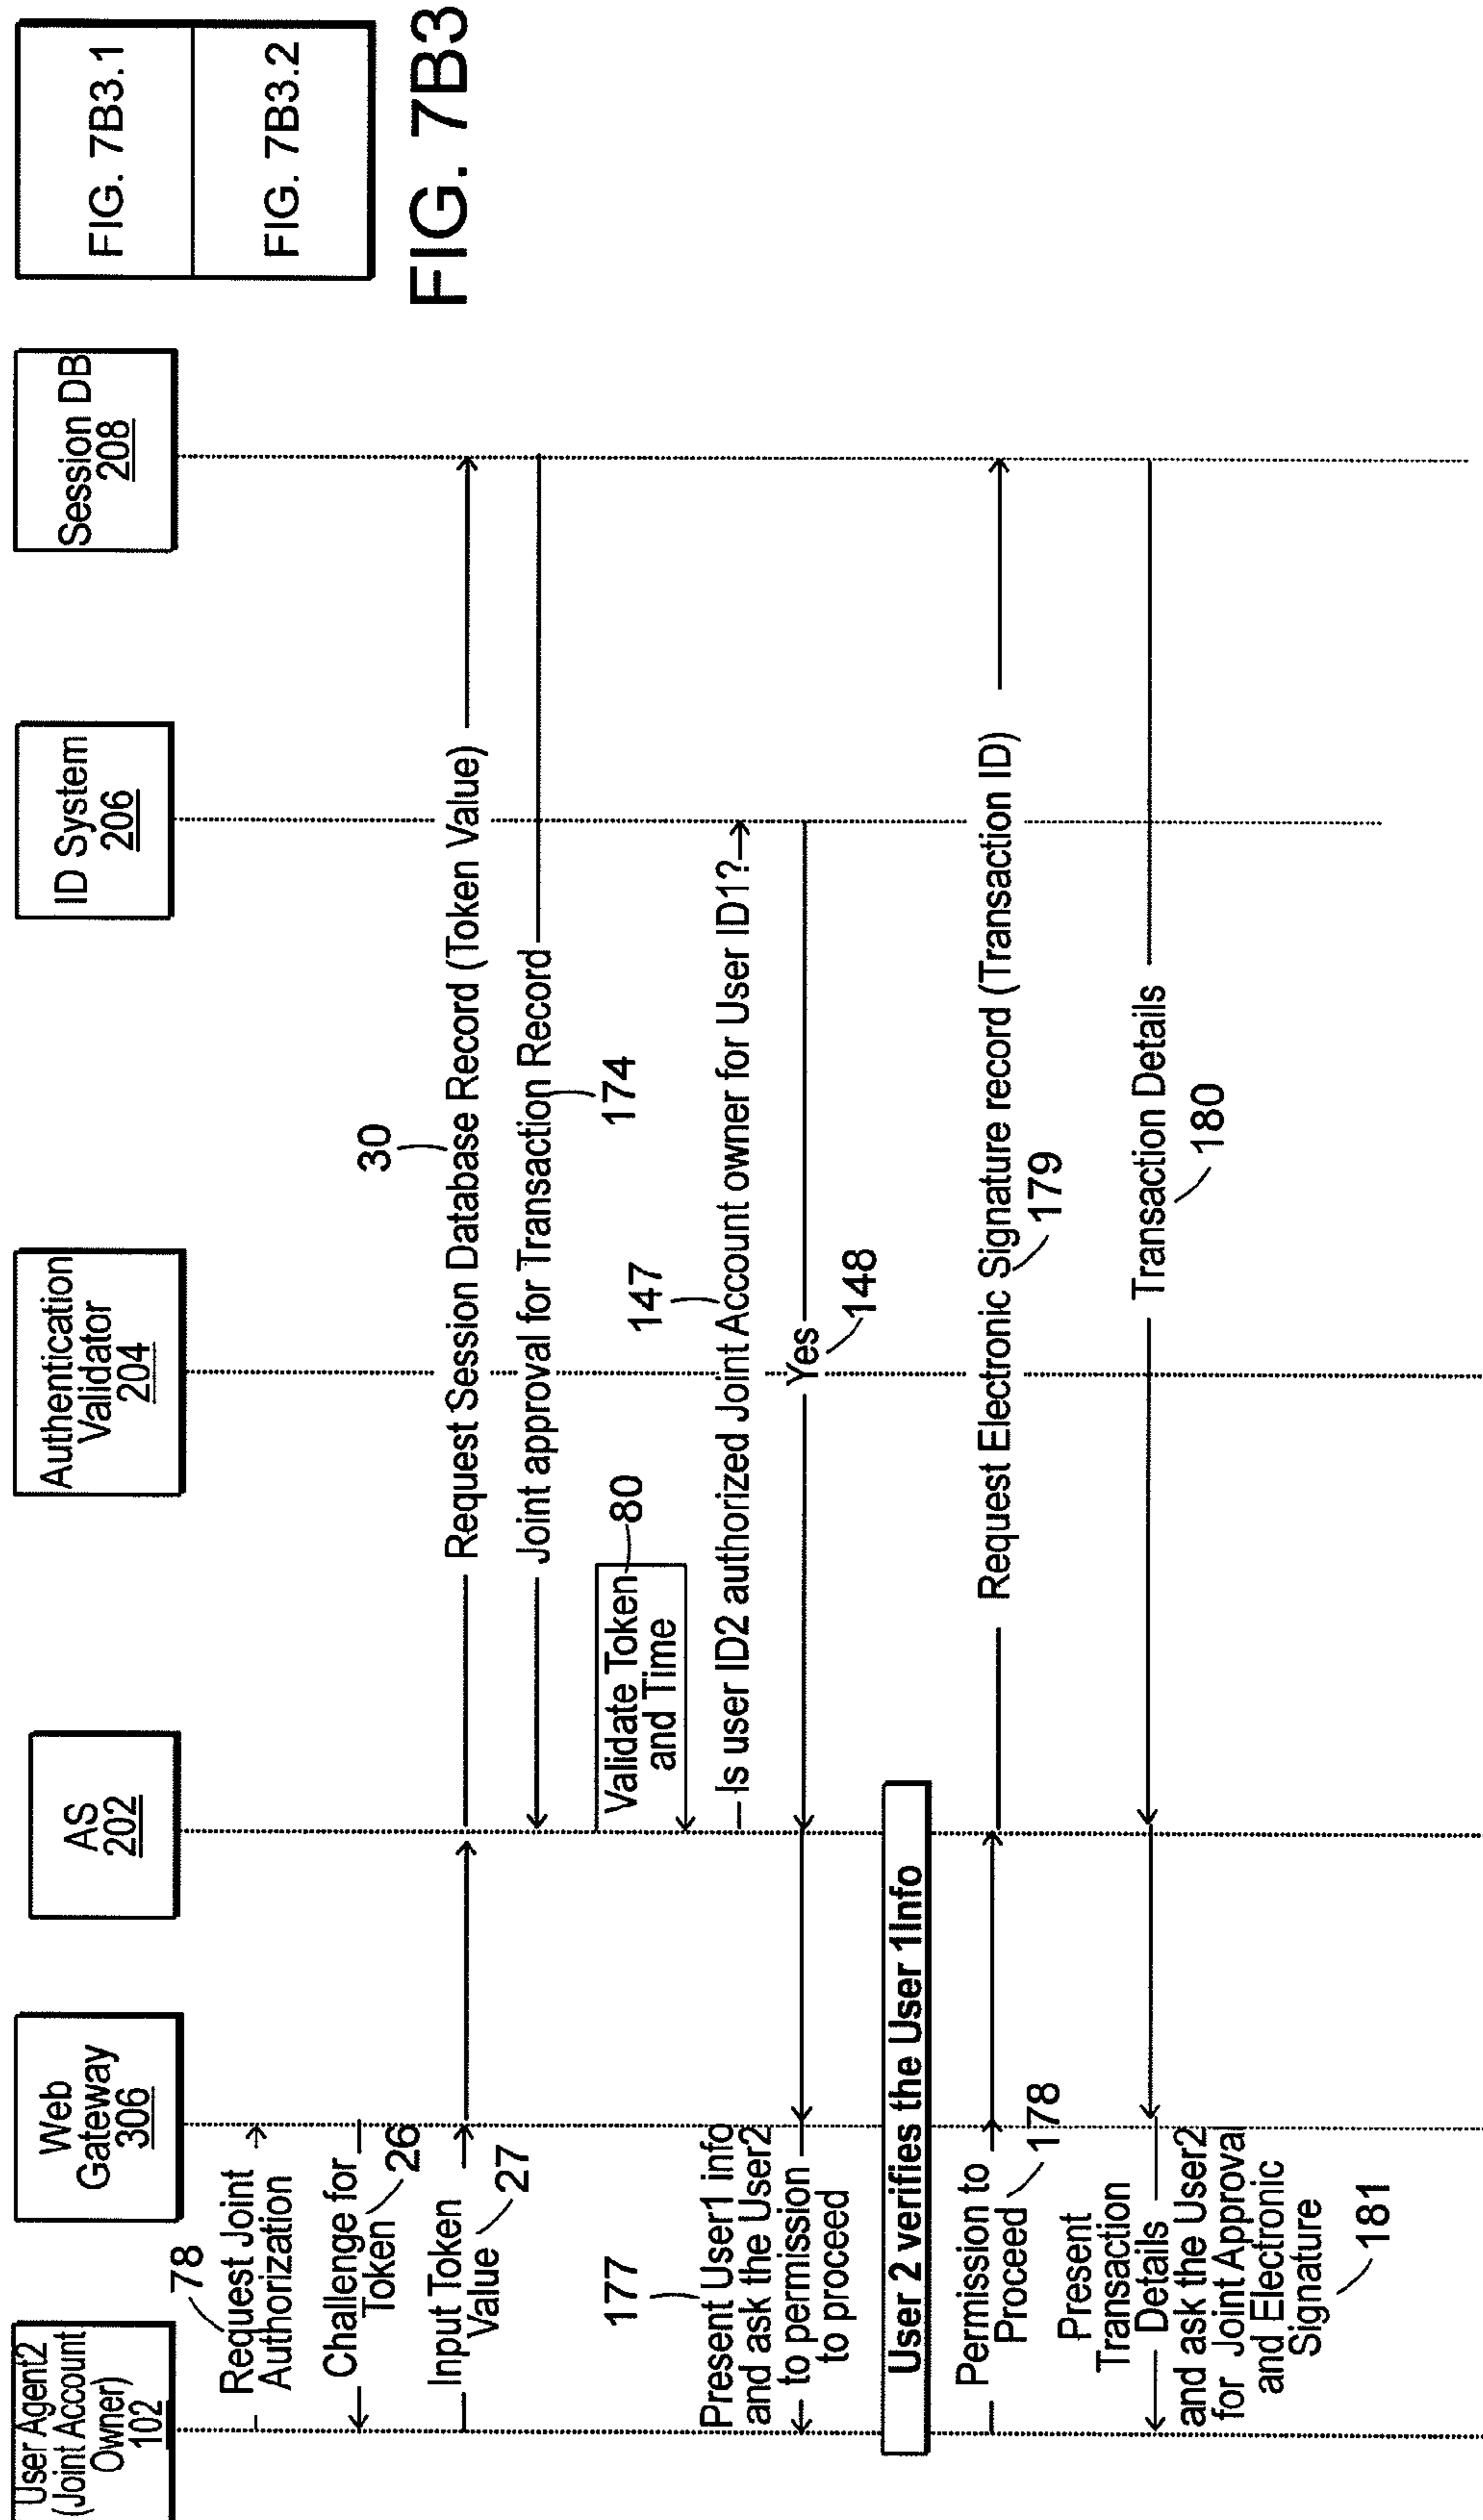 User Agent2
(Joint Account
Owner)
102
Web
Gateway
306
AS
202
Authentication
Validator
204
ID System
206
Session DB
208
FIG. 7B3.1
FIG. 7B3.2
FIG. 7B3
78
Request Joint
Authorization
Challenge for
Token
26
Input Token
Value
27
30
Request Session Database Record (Token Value)
Joint approval for Transaction Record
174
Validate Token
and Time
80
147
Is user ID2 authorized Joint Account owner for User ID1?
Yes
148
177
Present User1 info
and ask the User2
to permission
to proceed
User 2 verifies the User 1Info
Permission to
Proceed
178
Request Electronic Signature record (Transaction ID)
179
Transaction Details
180
Present
Transaction
Details
and ask the User2
for Joint Approval
and Electronic
Signature
181